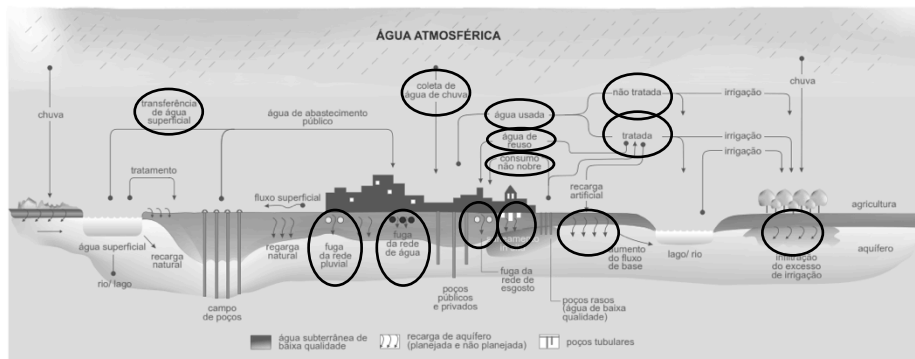 ÁGUA ATMOSFÉRICA
chuva
transferência
de água
superficial
água de abastecimento
público
coleta de
água de chuva
água usada
água de
reuso
consumo
não nobre
não tratada
tratada
irrigação
irrigação
irrigação
chuva
tratamento
fluxo superficial
recarga
artificial
agricultura
aquífero
água superficial
rio/ lago
recarga
natural
campo
de poços
recarga
natural
fuga
da rede
pluvial
fuga
da rede
de água
poços
públicos
e privados
fuga da
rede de
esgoto
poços rasos
(água de baixa
qualidade)
aumento
do fluxo
de base
lago/ rio
infiltração
do excesso
de irrigação
água subterrânea de
baixa qualidade
recarga de aquífero
(planejada e não planejada)
poços tubulares